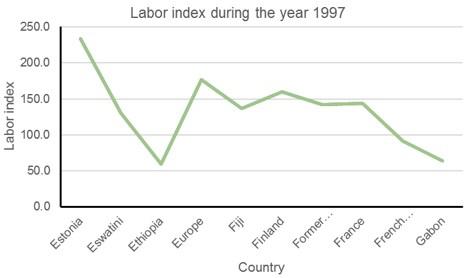 Labor index during the year 1997
250.0
200.0
150.0
100.0
50.0
0.0
Labor index
Estonia
Eswatini
Ethiopia
Europe
Fiji
Finland
Former…
France
French…
Gabon
Country